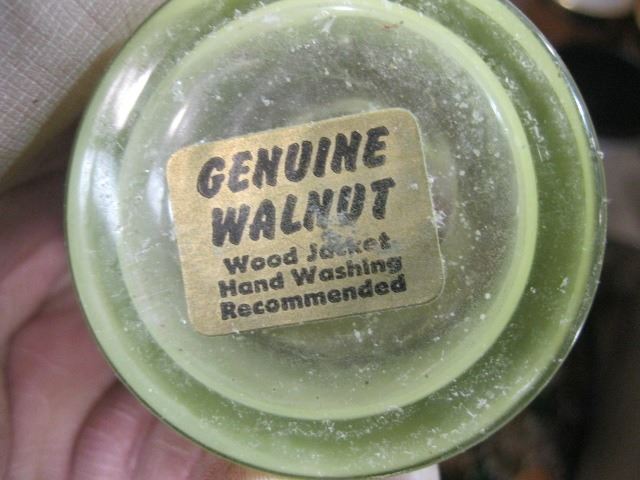 GENUINE
WALNUT
Wood Jacket
Hand Washing
Recommended